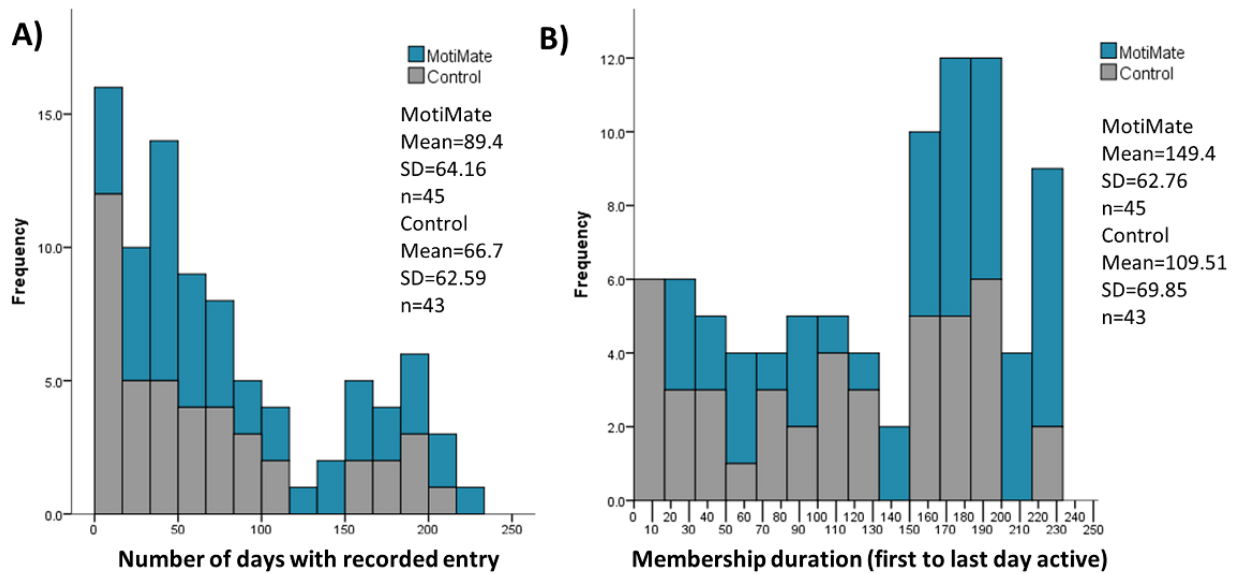 A)
MotiMate
Control
MotiMate
Mean=89.4
SD=64.16
n=45
Control
Mean=66.7
SD=62.59
n=43
Frequency
15.0
10.0
5.0
0.0
0 50 100 150 200 250
Number of days with recorded entry
B)
MotiMate
Control
MotiMate
Mean=149.4
SD=62.76
n=45
Control
Mean=109.51
SD=69.85
n=43
Frequency
12.0
10.0
8.0
6.0
4.0
2.0
0.0
0 20 40 60 80 100 120 140 160 180 200 220 240
10 30 50 70 90 110 130 150 170 190 210 230 250
Membership duration (first to last day active)